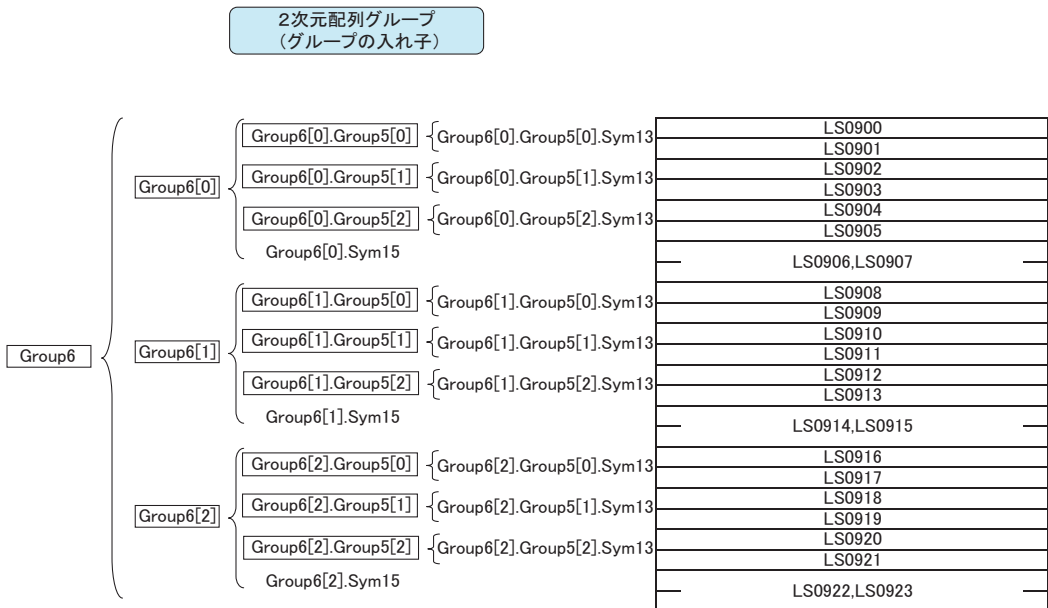 ２次元配列グループ
（グループの入れ子）
Group6
Group6[0]
Group6[0].Group5[0]
Group6[0].Group5[0].Sym13
LS0900
LS0901
Group6[0].Group5[1]
Group6[0].Group5[1].Sym13
LS0902
LS0903
Group6[0].Group5[2]
Group6[0].Group5[2].Sym13
LS0904
LS0905
Group6[0].Sym15
LS0906,LS0907
Group6[1]
Group6[1].Group5[0]
Group6[1].Group5[0].Sym13
LS0908
LS0909
Group6[1].Group5[1]
Group6[1].Group5[1].Sym13
LS0910
LS0911
Group6[1].Group5[2]
Group6[1].Group5[2].Sym13
LS0912
LS0913
Group6[1].Sym15
LS0914,LS0915
Group6[2]
Group6[2].Group5[0]
Group6[2].Group5[0].Sym13
LS0916
LS0917
Group6[2].Group5[1]
Group6[2].Group5[1].Sym13
LS0918
LS0919
Group6[2].Group5[2]
Group6[2].Group5[2].Sym13
LS0920
LS0921
Group6[2].Sym15
LS0922,LS0923